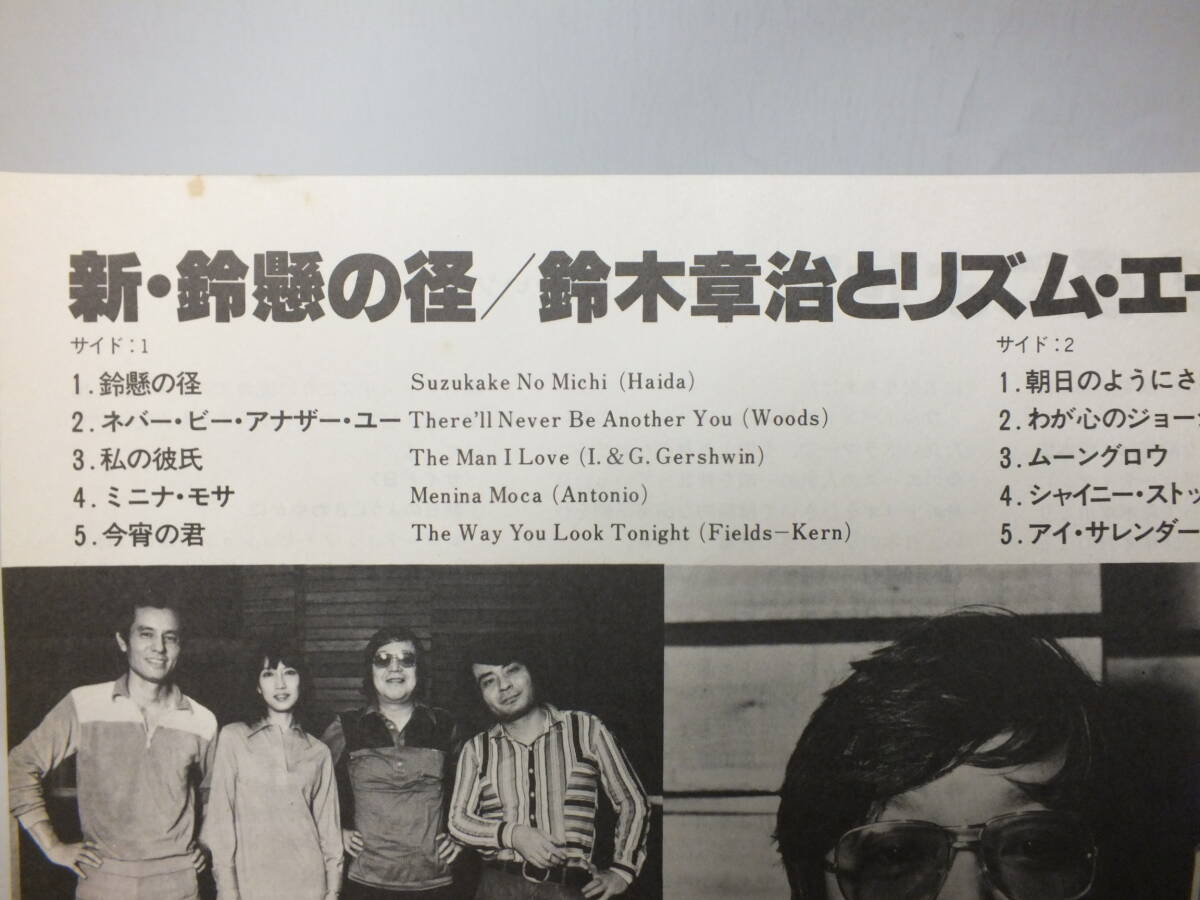 新・鈴懸の径／鈴木章治とリズム・エー
サイド：1
1. 鈴懸の径 Suzukake No Michi (Haida)
2. ネバー・ビー・アナザー・ユー There'll Never Be Another You (Woods)
3. 私の彼氏 The Man I Love (I. & G. Gershwin)
4. ミニナ・モサ Menina Moca (Antonio)
5. 今宵の君 The Way You Look Tonight (Fields−Kern)
サイド：2
1. 朝日のようにさ
2. わが心のジョー
3. ムーングロウ
4. シャイニー・ストッ
5. アイ・サレンダー